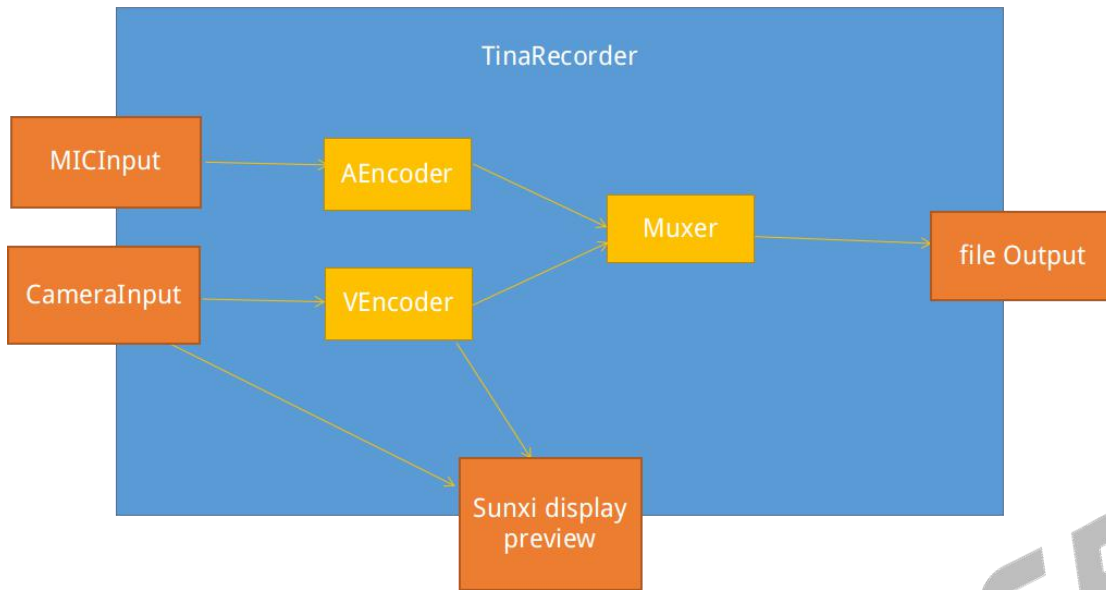 TinaRecorder
MICInput
AEncoder
Muxer
CameraInput
VEncoder
file Output
Sunxi display
preview